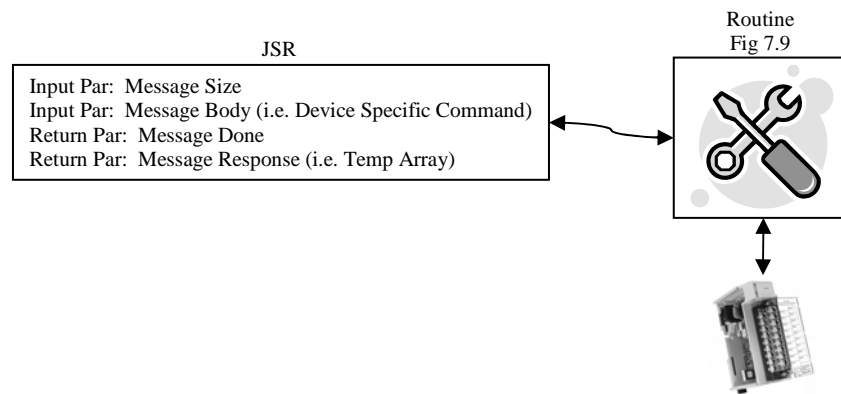 JSR
Input Par: Message Size
Input Par: Message Body (i.e. Device Specific Command)
Return Par: Message Done
Return Par: Message Response (i.e. Temp Array)
Routine
Fig 7.9